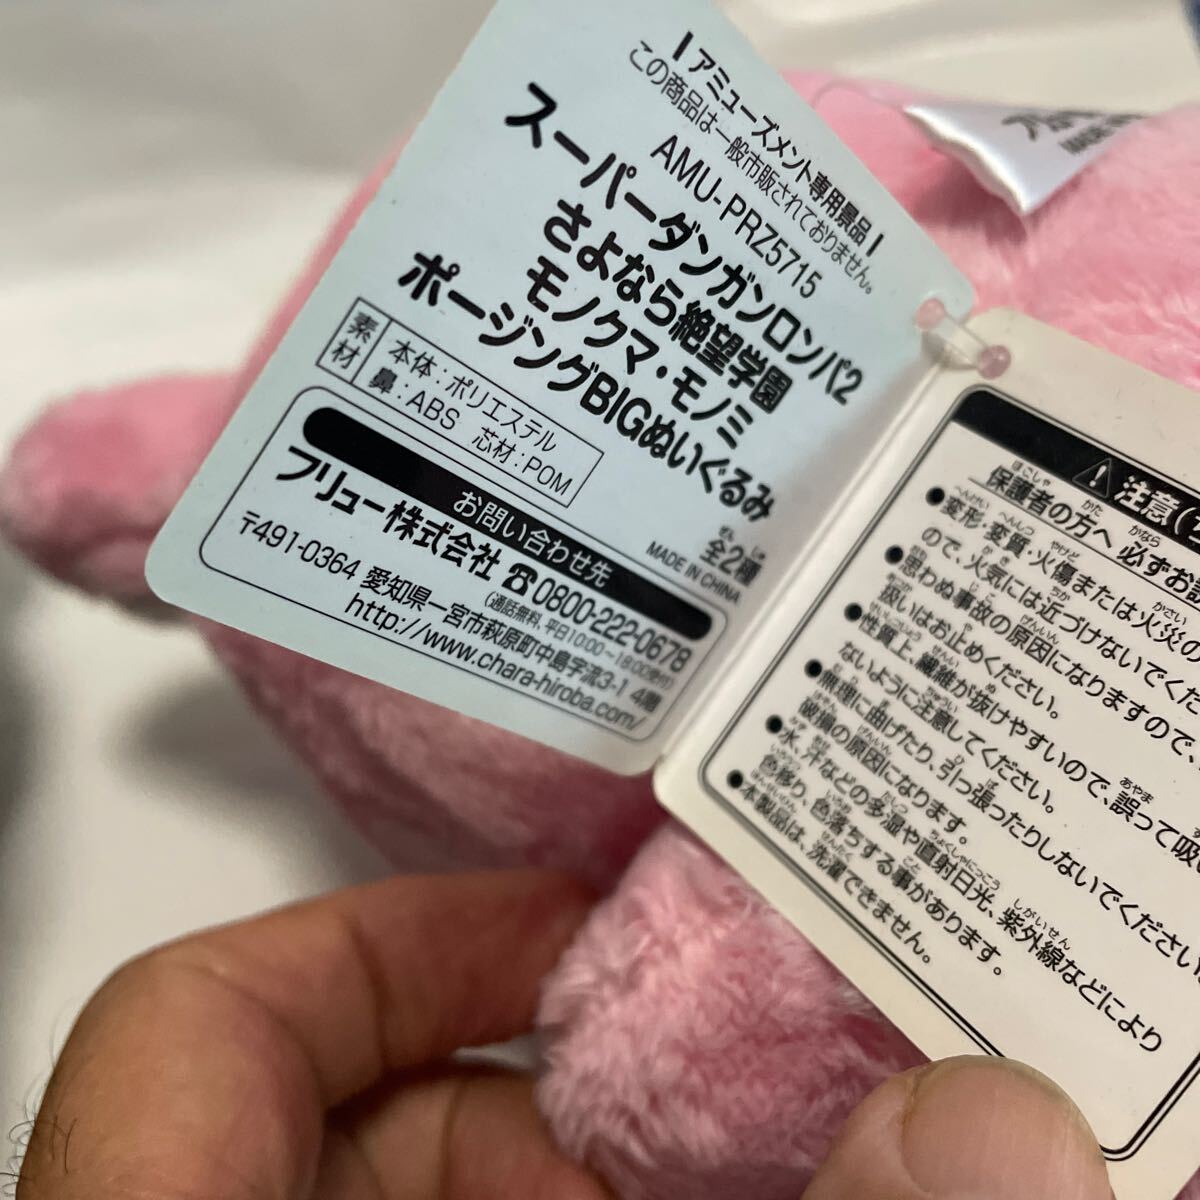 アミューズメント専用景品
この商品は一般市販されておりません。
AMU-PRZ5715
スーパーダンガンロンパ2
さよなら絶望学園
モノクマ・モノミ
ポージングBIGぬいぐるみ
全2種
MADE IN CHINA
素材
本体:ポリエステル
鼻:ABS 芯材:POM
お問い合わせ先
フリュー株式会社 ☎0800-222-0678
(通話無料、平日10:00〜18:00受付)
〒491-0364 愛知県一宮市萩原町中島字流3-1 4階
http://www.chara-hiroba.com/
注意(
保護者の方へ 必ずお
●変形・変質・火傷または火災の
ので、火気には近づけないでくだ
●思わぬ事故の原因になりますので、
扱いはお止めください。
●性質上、繊維が抜けやすいので、誤って吸い
ないように注意してください。
●無理に曲げたり、引っ張ったりしないでください。
破損の原因になります。
●水、汗などの多湿や直射日光、紫外線などにより
色移り、色落ちする事があります。
●本製品は、洗濯できません。